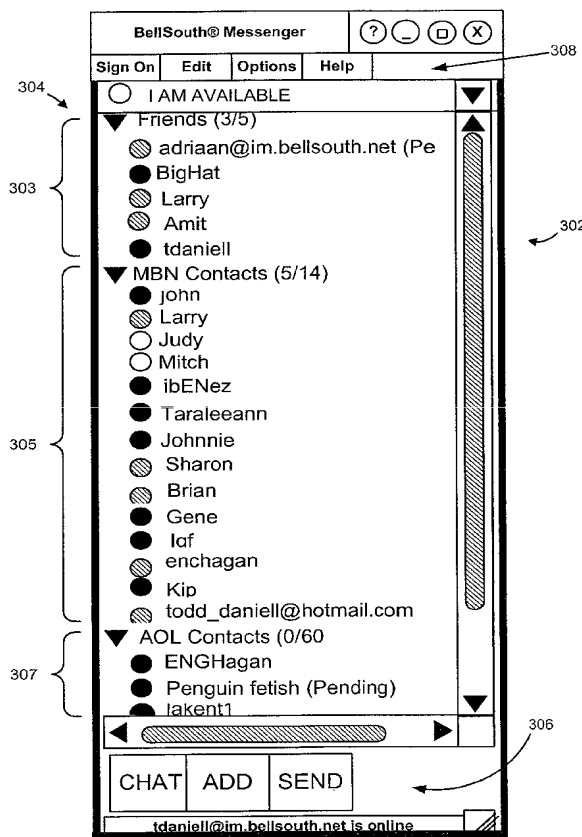 BellSouth® Messenger ? _ X
Sign On Edit Options Help
308
304
I AM AVAILABLE
Friends (3/5)
303
adriaan@im.bellsouth.net (Pe
BigHat
Larry
302
Amit
tdaniell
MBN Contacts (5/14)
john
Larry
Judy
Mitch
ibENez
Taraleeann
305
Johnnie
Sharon
Brian
Gene
enchagan
Kip
todd_daniell@hotmail.com
AOL Contacts (0/60
307
ENGHagan
Penguin fetish (Pending)
lakent1
306
CHAT ADD SEND
tdaniell@im.bellsouth.net is online